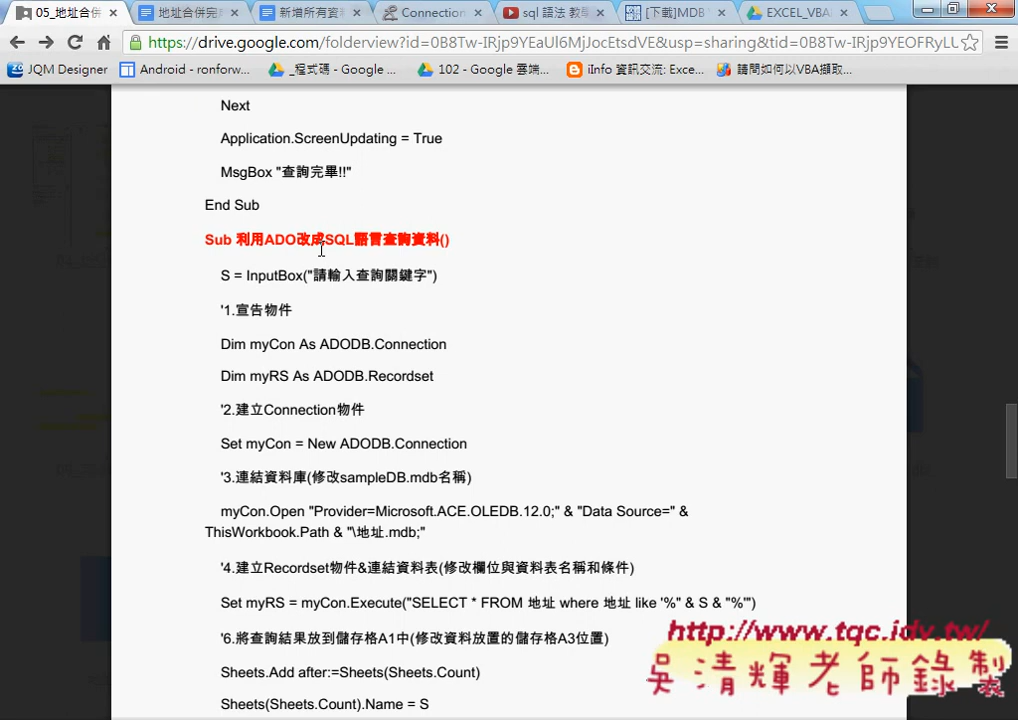 05_地址合併
地址合併完
新增所有資料
Connection
sql 語法 教學
[下載]MDB
EXCEL_VBA
https://drive.google.com/folderview?id=0B8Tw-IRjp9YEaUl6MjJocEtsdVE&usp=sharing&tid=0B8Tw-IRjp9YEOFRyLU
JQM Designer
Android - ronforw...
_程式碼 - Google ...
102 - Google 雲端...
iInfo 資訊交流: Exce...
請問如何以VBA擷取...
Next
Application.ScreenUpdating = True
MsgBox "查詢完畢!!"
End Sub
Sub 利用ADO改成SQL語言查詢資料()
S = InputBox("請輸入查詢關鍵字")
'1.宣告物件
Dim myCon As ADODB.Connection
Dim myRS As ADODB.Recordset
'2.建立Connection物件
Set myCon = New ADODB.Connection
'3.連結資料庫(修改sampleDB.mdb名稱)
myCon.Open "Provider=Microsoft.ACE.OLEDB.12.0;" & "Data Source=" &
ThisWorkbook.Path & "\地址.mdb;"
'4.建立Recordset物件&連結資料表(修改欄位與資料表名稱和條件)
Set myRS = myCon.Execute("SELECT * FROM 地址 where 地址 like '%" & S & "%'")
'6.將查詢結果放到儲存格A1中(修改資料放置的儲存格A3位置)
Sheets.Add after:=Sheets(Sheets.Count)
Sheets(Sheets.Count).Name = S
http://www.tqc.idv.tw/
吳清輝老師錄製